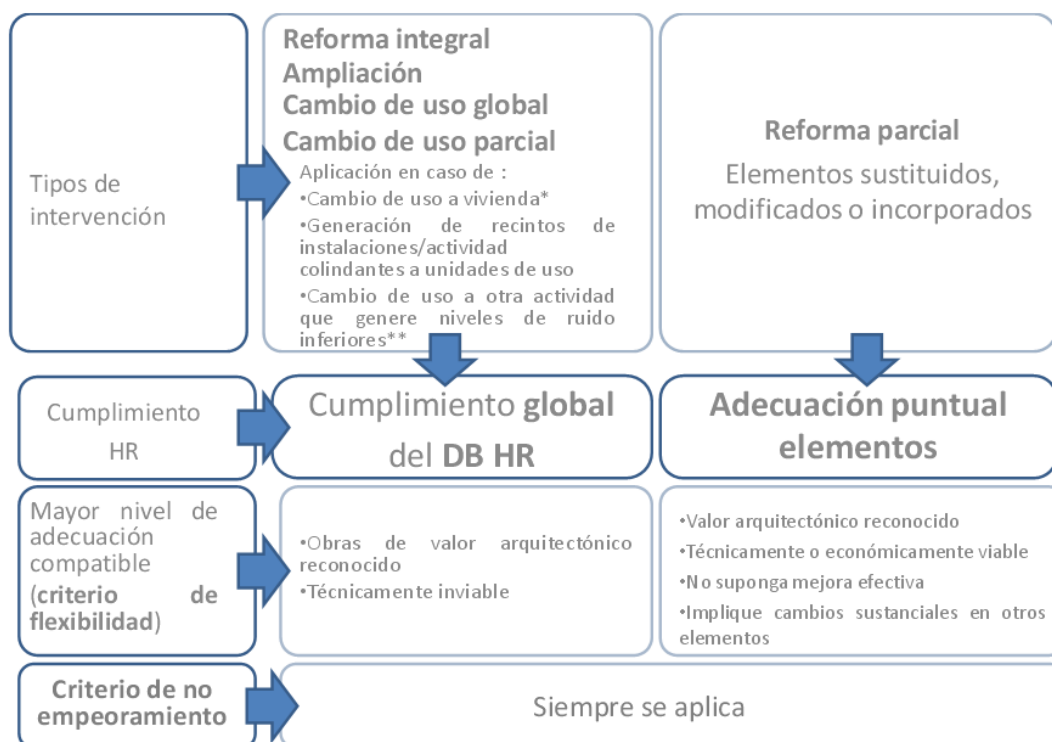 Tipos de
intervención
Reforma integral
Ampliación
Cambio de uso global
Cambio de uso parcial
Aplicación en caso de :
•Cambio de uso a vivienda*
•Generación de recintos de
instalaciones/actividad
colindantes a unidades de uso
•Cambio de uso a otra actividad
que genere niveles de ruido
inferiores**
Reforma parcial
Elementos sustituidos,
modificados o incorporados
Cumplimiento
HR
Cumplimiento global
del DB HR
Adecuación puntual
elementos
Mayor nivel de
adecuación
compatible
(criterio de
flexibilidad)
•Obras de valor arquitectónico
reconocido
•Técnicamente inviable
•Valor arquitectónico reconocido
•Técnicamente o económicamente viable
•No suponga mejora efectiva
•Implique cambios sustanciales en otros
elementos
Criterio de no
empeoramiento
Siempre se aplica